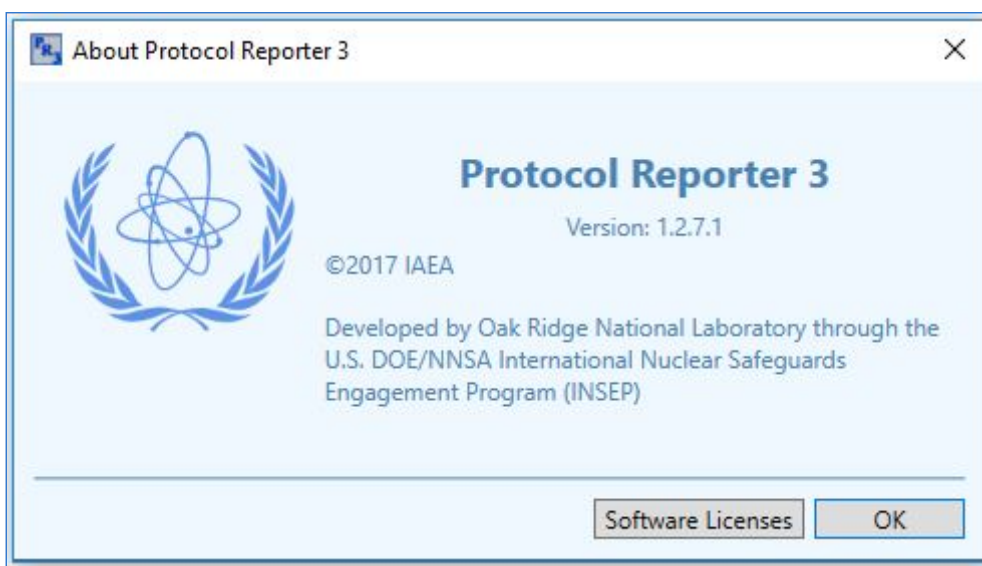 PR3 About Protocol Reporter 3
Protocol Reporter 3
Version: 1.2.7.1
©2017 IAEA
Developed by Oak Ridge National Laboratory through the
U.S. DOE/NNSA International Nuclear Safeguards
Engagement Program (INSEP)
Software Licenses OK